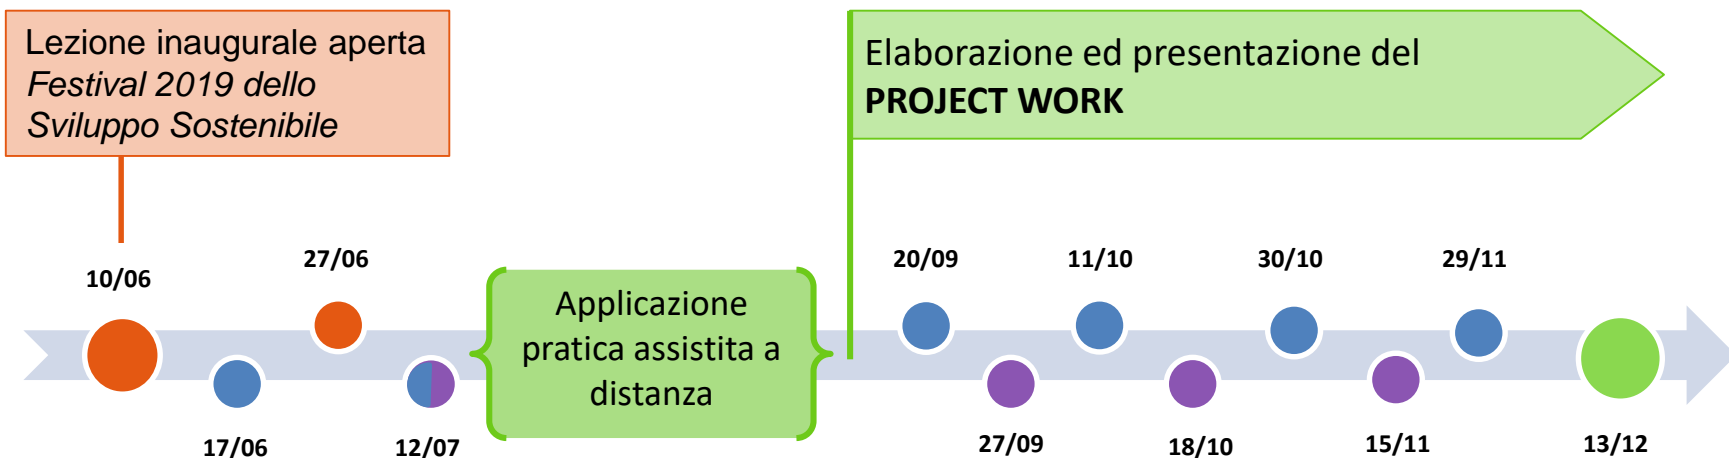 Lezione inaugurale aperta
Festival 2019 dello
Sviluppo Sostenibile
Elaborazione ed presentazione del
PROJECT WORK
10/06
27/06
20/09
11/10
30/10
29/11
Applicazione
pratica assistita a
distanza
17/06
12/07
27/09
18/10
15/11
13/12